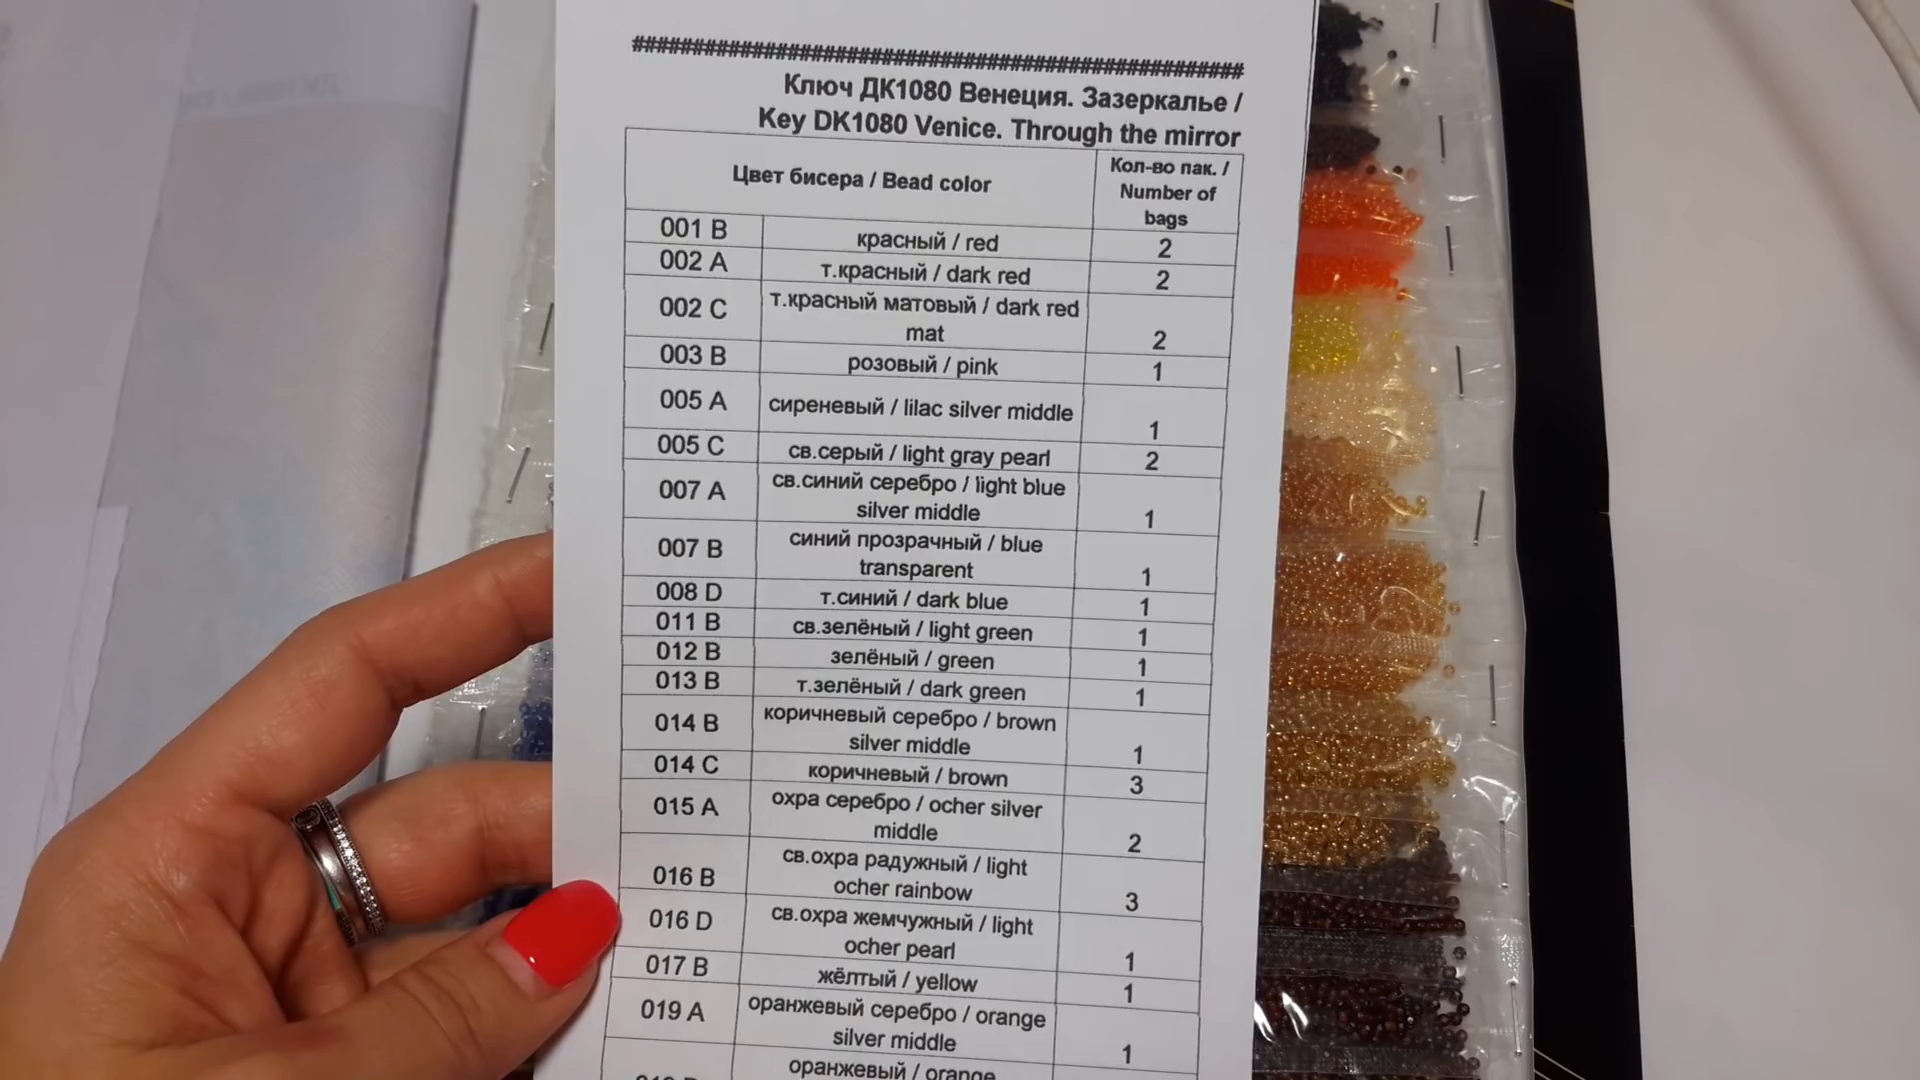 ##########################################################
Ключ ДК1080 Венеция. Зазеркалье /
Key DK1080 Venice. Through the mirror
Цвет бисера / Bead color
Кол-во пак. /
Number of
bags
001 B красный / red 2
002 A т.красный / dark red 2
002 C т.красный матовый / dark red
mat 2
003 B розовый / pink 1
005 A сиреневый / lilac silver middle 1
005 C св.серый / light gray pearl 2
007 A св.синий серебро / light blue
silver middle 1
007 B синий прозрачный / blue
transparent 1
008 D т.синий / dark blue 1
011 B св.зелёный / light green 1
012 B зелёный / green 1
013 B т.зелёный / dark green 1
014 B коричневый серебро / brown
silver middle 1
014 C коричневый / brown 3
015 A охра серебро / ocher silver
middle 2
016 B св.охра радужный / light
ocher rainbow 3
016 D св.охра жемчужный / light
ocher pearl 1
017 B жёлтый / yellow 1
019 A оранжевый серебро / orange
silver middle 1
оранжевый / orange